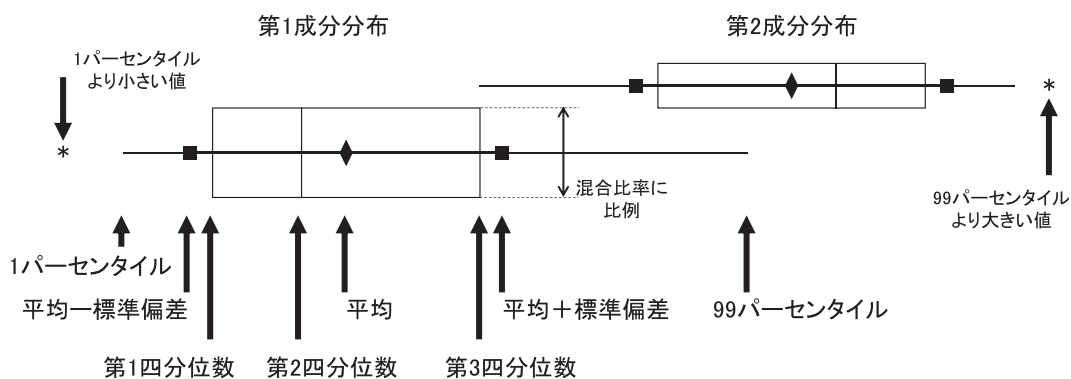 第1成分分布
第2成分分布
1パーセンタイル
より小さい値
*
*
混合比率に
比例
99パーセンタイル
より大きい値
1パーセンタイル
平均ー標準偏差
平均
平均＋標準偏差
99パーセンタイル
第1四分位数
第2四分位数
第3四分位数